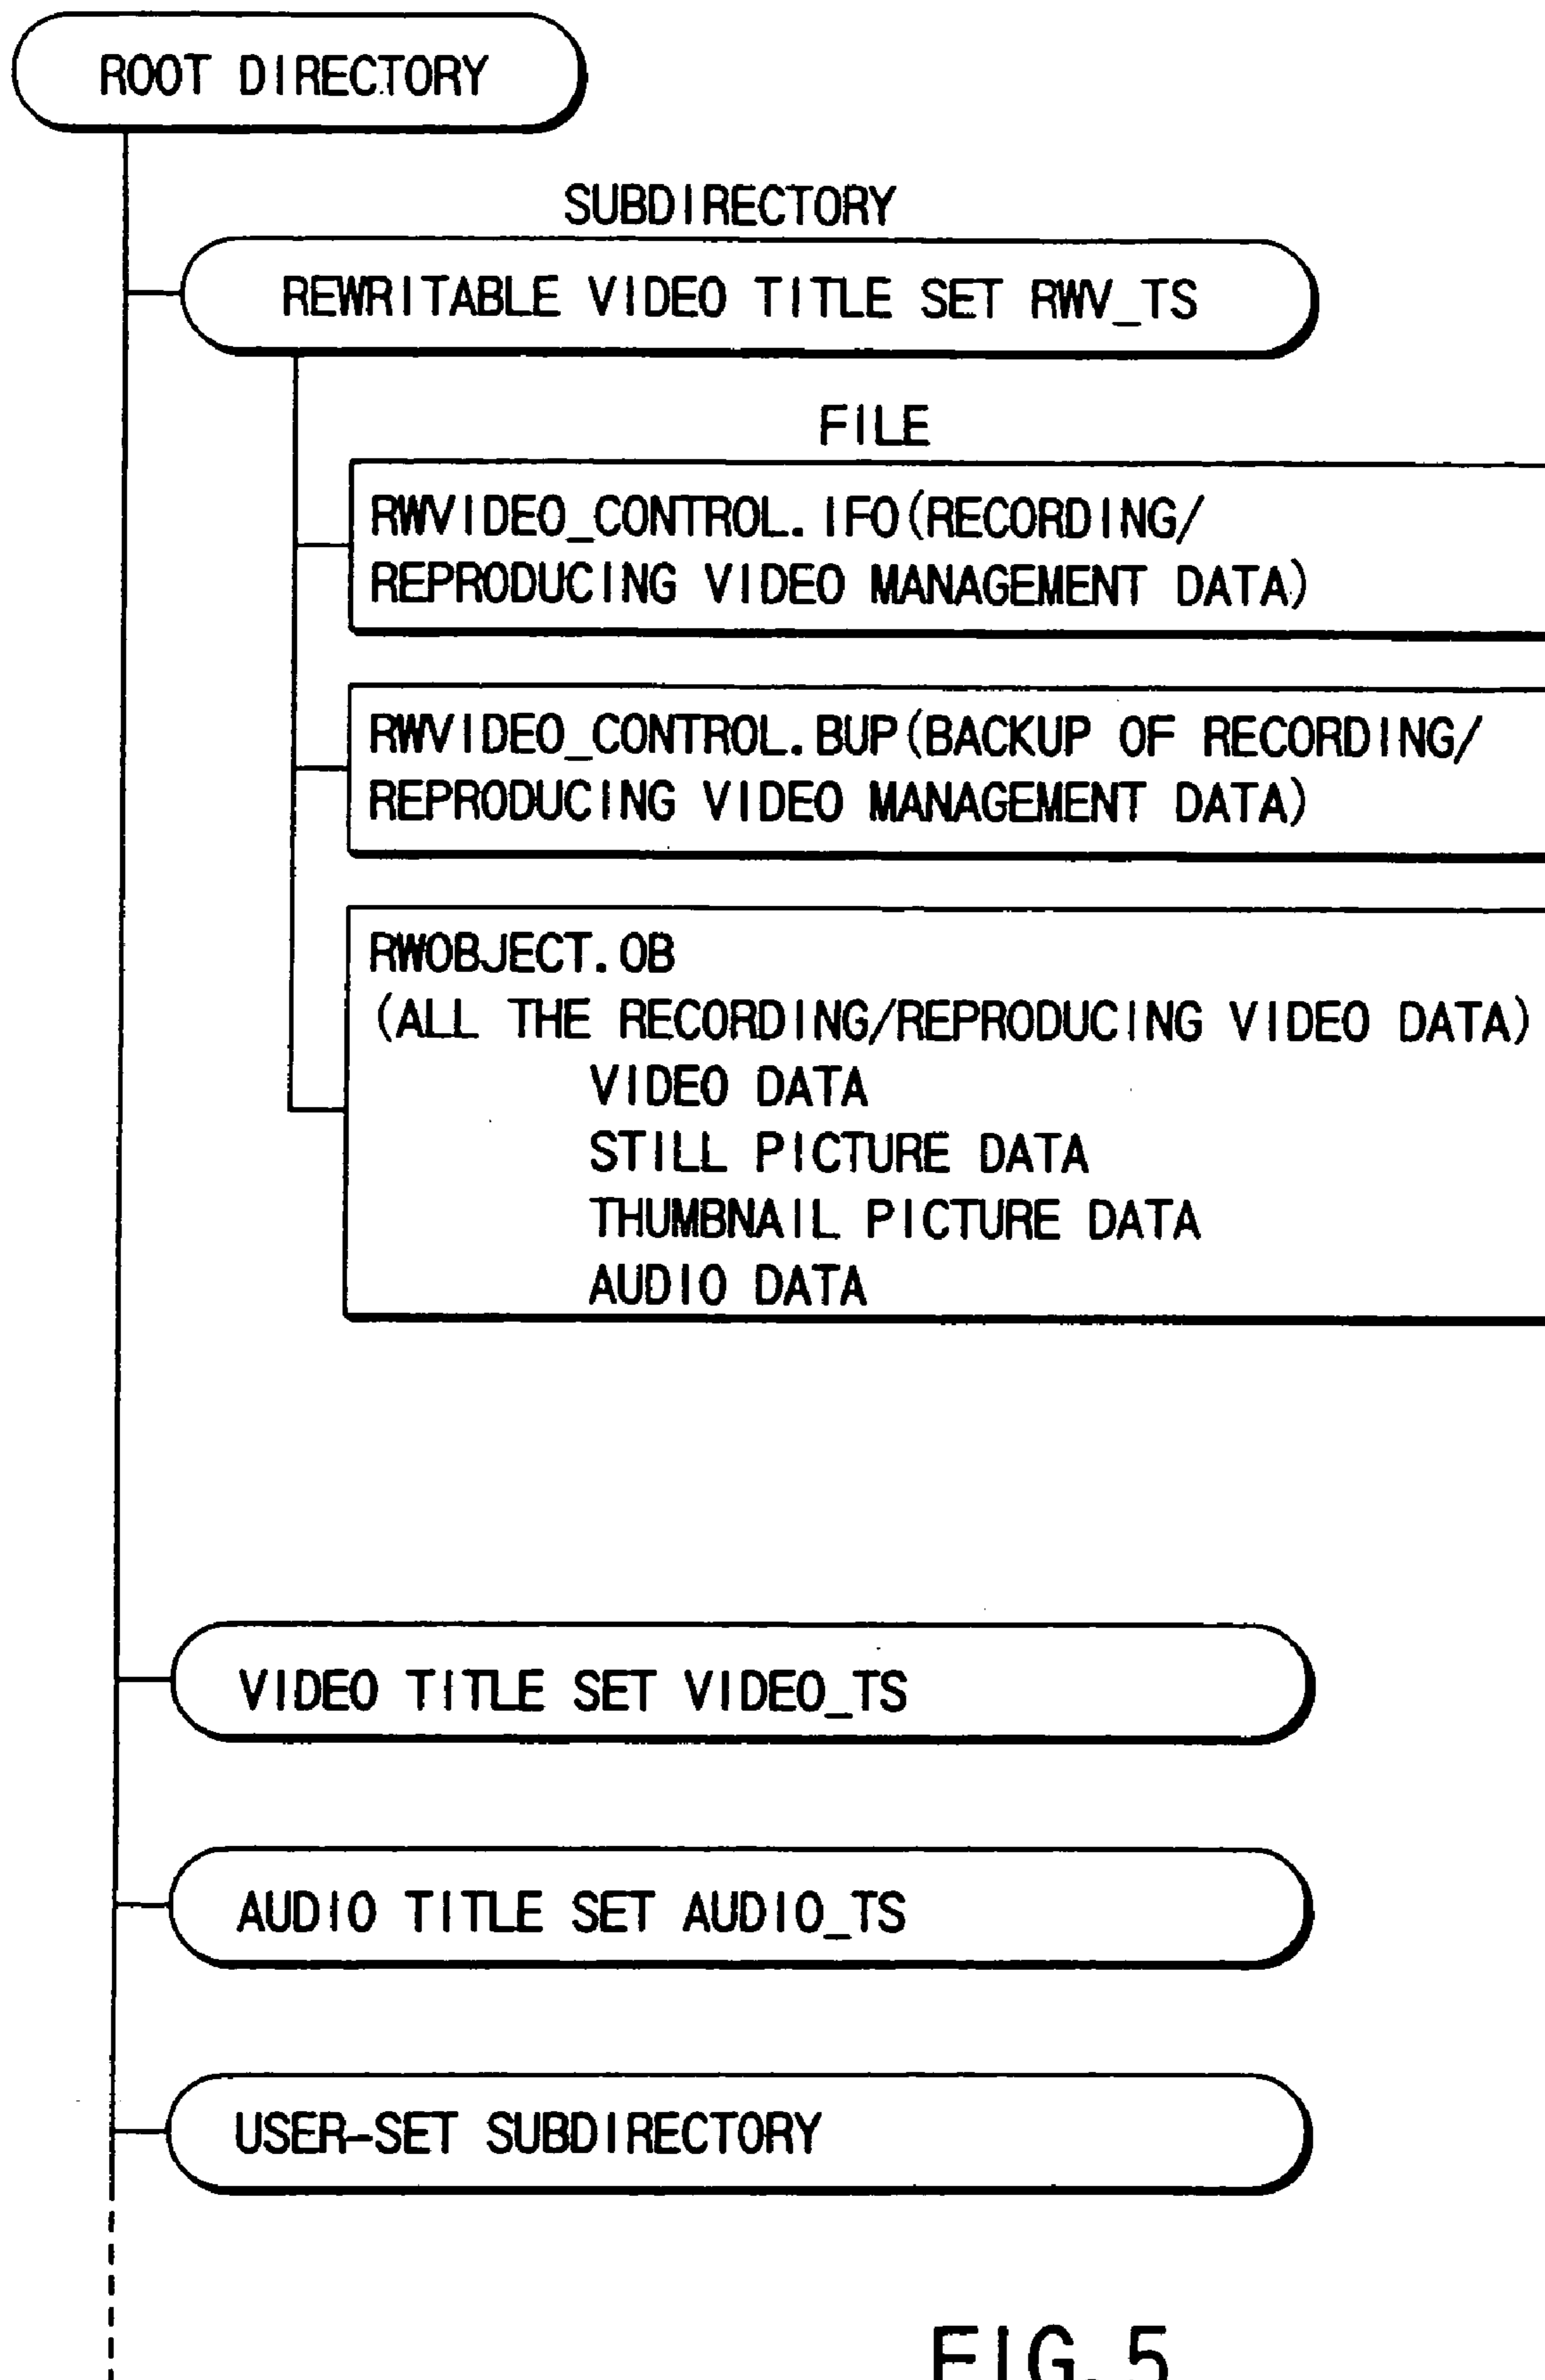 ROOT DIRECTORY
SUBDIRECTORY
REWRITABLE VIDEO TITLE SET RWV_TS
FILE
RWVIDEO_CONTROL.IFO(RECORDING/
REPRODUCING VIDEO MANAGEMENT DATA)
RWVIDEO_CONTROL.BUP(BACKUP OF RECORDING/
REPRODUCING VIDEO MANAGEMENT DATA)
RWOBJECT.OB
(ALL THE RECORDING/REPRODUCING VIDEO DATA)
VIDEO DATA
STILL PICTURE DATA
THUMBNAIL PICTURE DATA
AUDIO DATA
VIDEO TITLE SET VIDEO_TS
AUDIO TITLE SET AUDIO_TS
USER-SET SUBDIRECTORY
FIG. 5